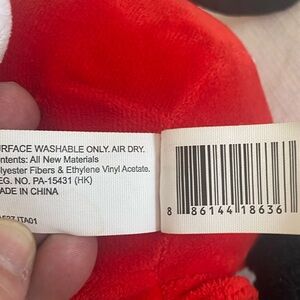 URFACE WASHABLE ONLY. AIR DRY.
ontents: All New Materials
olyester Fibers & Ethylene Vinyl Acetate.
EG. NO. PA-15431 (HK)
ADE IN CHINA
JTA01
8 86144 18636